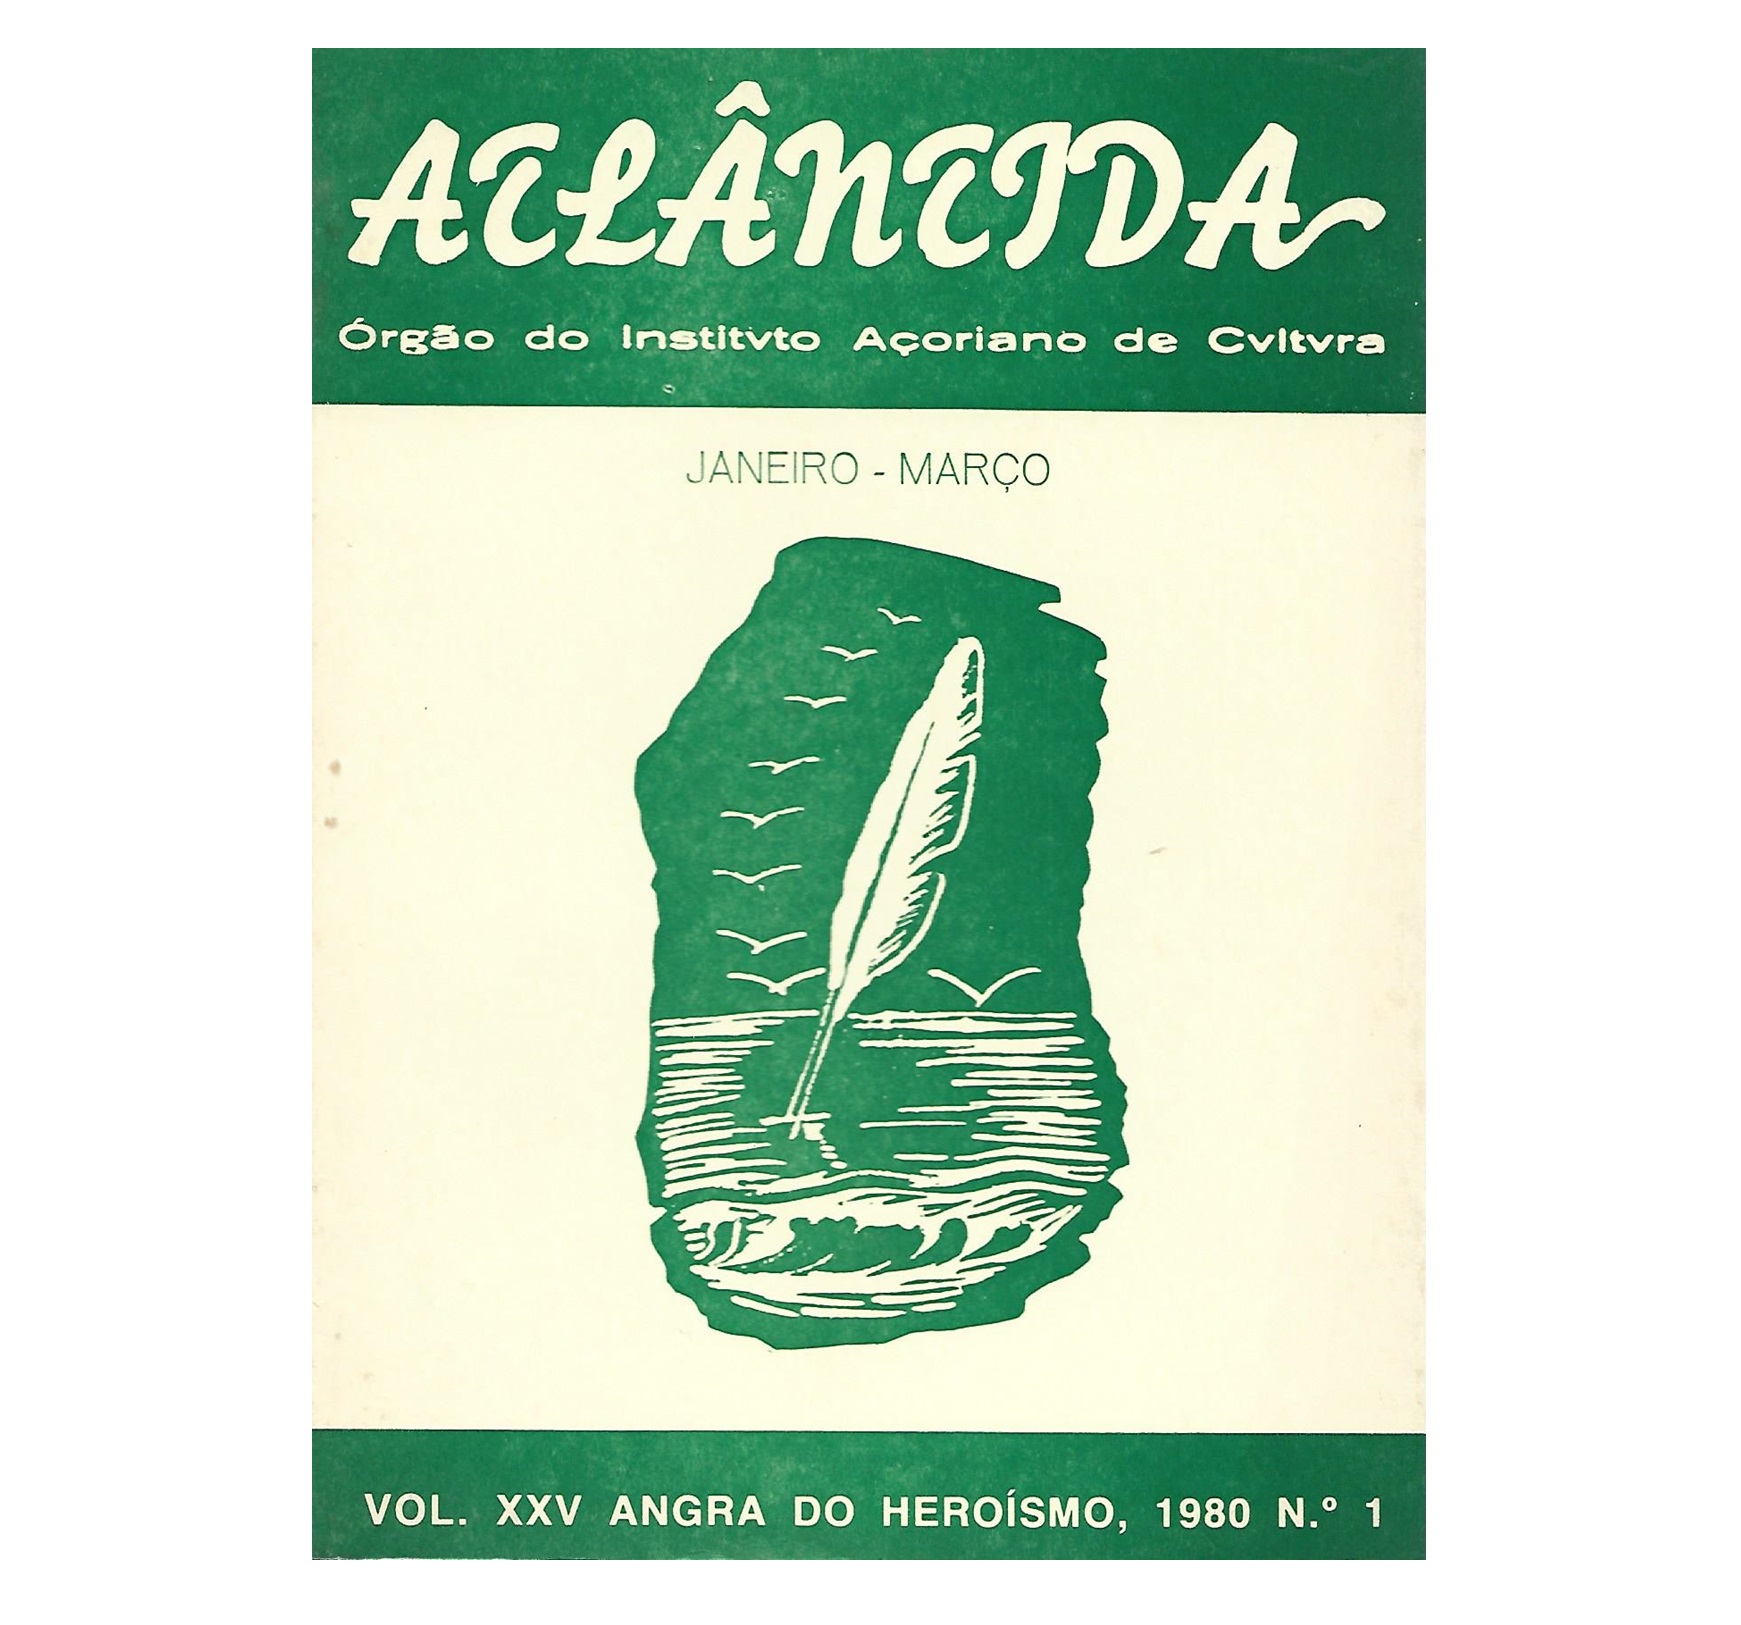 ATLÂNTIDA
Órgão do Institvto Açoriano de Cvltvra
JANEIRO - MARÇO
VOL. XXV ANGRA DO HEROÍSMO, 1980 N.º 1